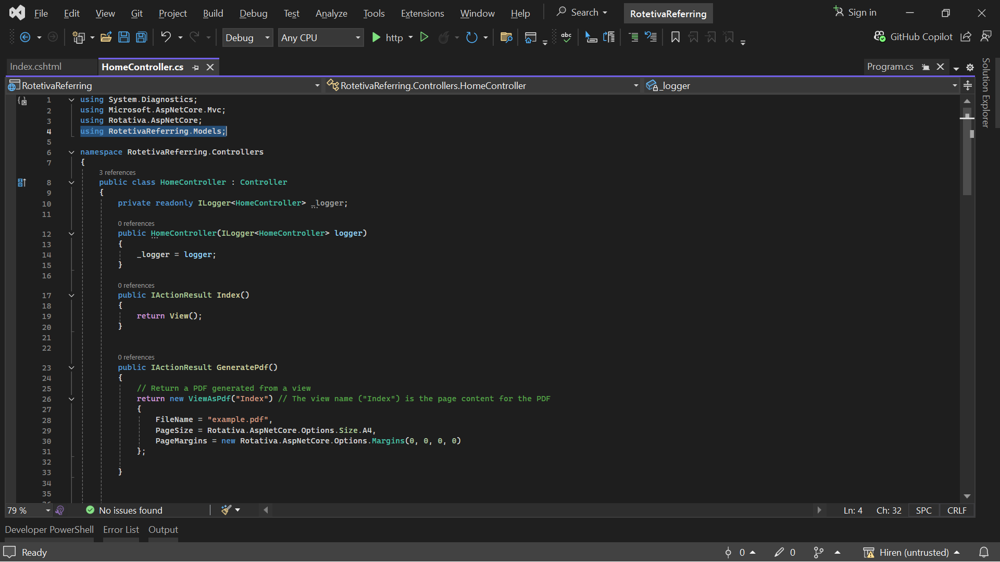 File Edit View Git Project Build Debug Test Analyze Tools Extensions Window Help Search RotetivaReferring Sign in
Debug Any CPU http abc GitHub Copilot
Index.cshtml HomeController.cs Program.cs
Solution Explorer
RotetivaReferring RotetivaReferring.Controllers.HomeController _logger
1 using System.Diagnostics;
2 using Microsoft.AspNetCore.Mvc;
3 using Rotativa.AspNetCore;
4 using RotetivaReferring.Models;
5
6 namespace RotetivaReferring.Controllers
7 {
3 references
8 public class HomeController : Controller
9 {
10 private readonly ILogger<HomeController> _logger;
11
0 references
12 public HomeController(ILogger<HomeController> logger)
13 {
14 _logger = logger;
15 }
16
0 references
17 public IActionResult Index()
18 {
19 return View();
20 }
21
22
0 references
23 public IActionResult GeneratePdf()
24 {
25 // Return a PDF generated from a view
26 return new ViewAsPdf("Index") // The view name ("Index") is the page content for the PDF
27 {
28 FileName = "example.pdf",
29 PageSize = Rotativa.AspNetCore.Options.Size.A4,
30 PageMargins = new Rotativa.AspNetCore.Options.Margins(0, 0, 0, 0)
31 };
32
33 }
34
35
79 % No issues found Ln: 4 Ch: 32 SPC CRLF
Developer PowerShell Error List Output
Ready 0 0 Hiren (untrusted)